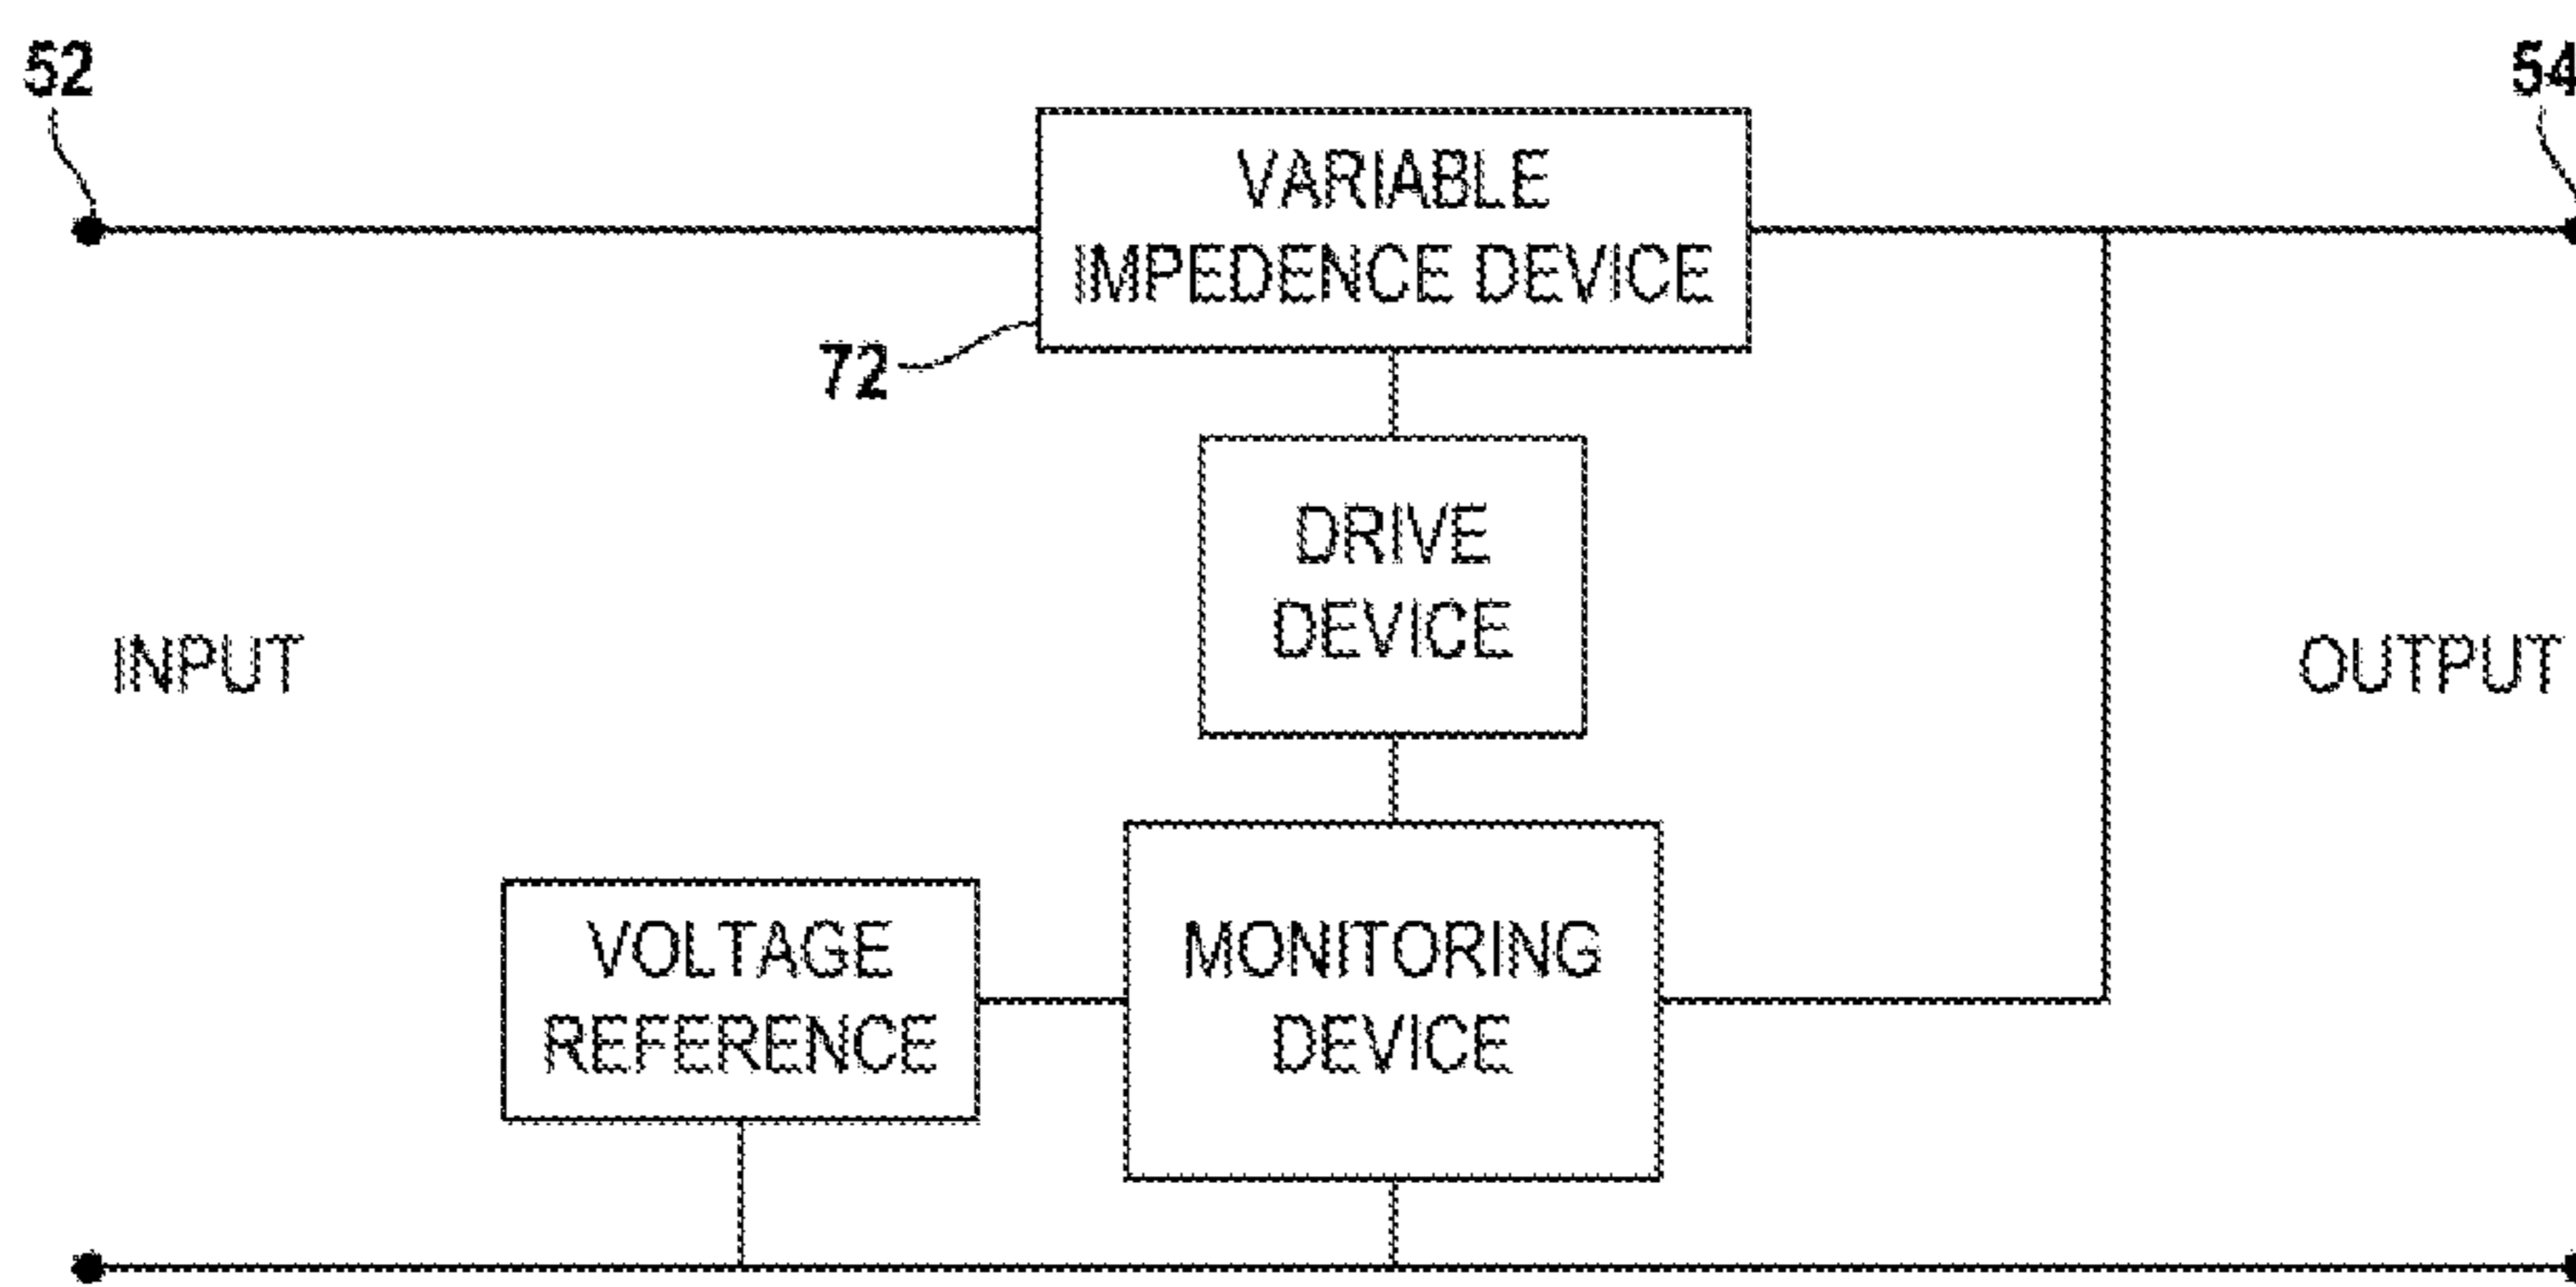 52
54
VARIABLE
IMPEDENCE DEVICE
72
DRIVE
DEVICE
INPUT
OUTPUT
VOLTAGE
REFERENCE
MONITORING
DEVICE